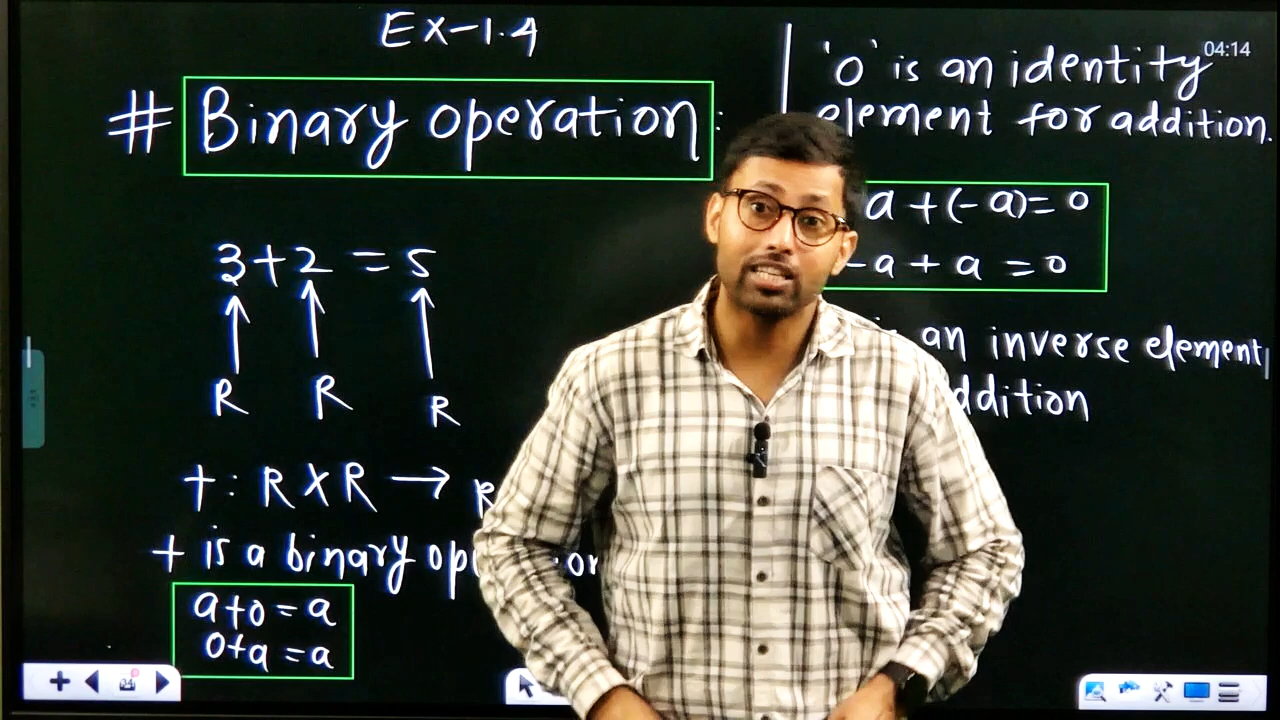 Ex-1.4
# Binary operation:
3+2 = 5
R R R
+: R X R → R
+ is a binary op
a+0 = a
0+a = a
04:14
'0' is an identity
element for addition.
a + (- a) = 0
-a + a = 0
an inverse element
ddition